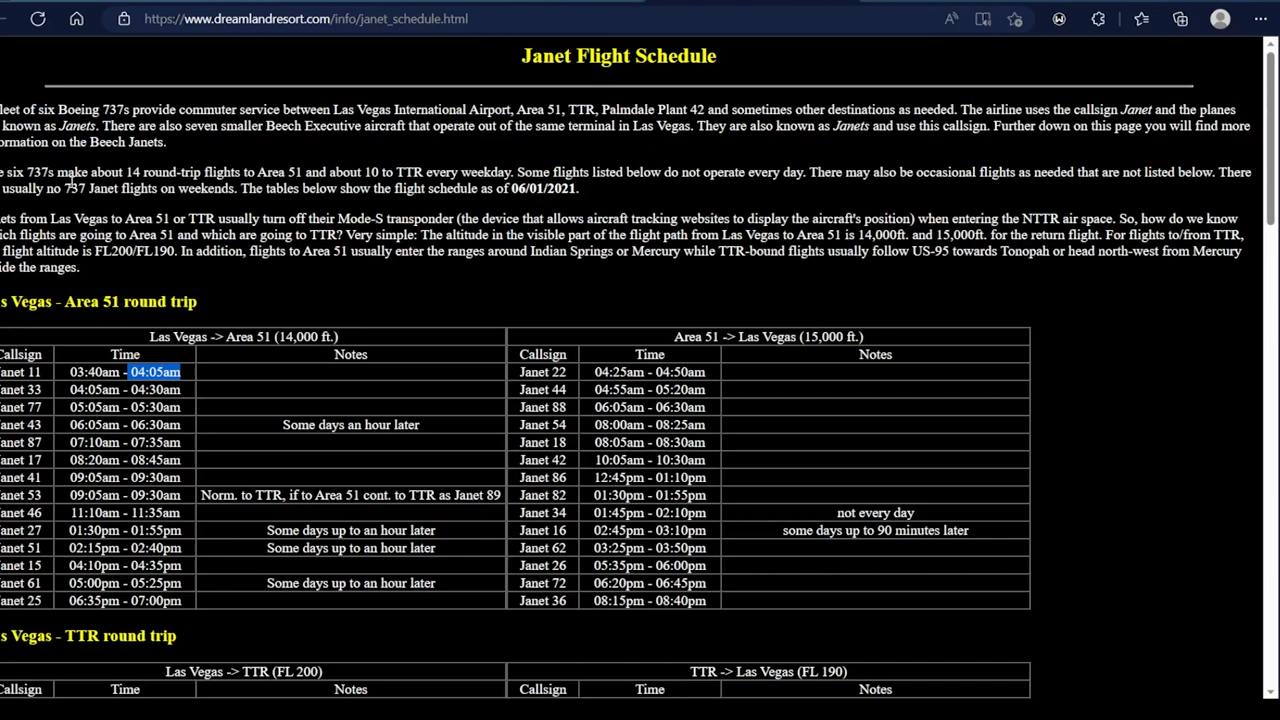 https://www.dreamlandresort.com/info/janet_schedule.html
Janet Flight Schedule
leet of six Boeing 737s provide commuter service between Las Vegas International Airport, Area 51, TTR, Palmdale Plant 42 and sometimes other destinations as needed. The airline uses the callsign Janet and the planes
known as Janets. There are also seven smaller Beech Executive aircraft that operate out of the same terminal in Las Vegas. They are also known as Janets and use this callsign. Further down on this page you will find more
ormation on the Beech Janets.
e six 737s make about 14 round-trip flights to Area 51 and about 10 to TTR every weekday. Some flights listed below do not operate every day. There may also be occasional flights as needed that are not listed below. There
usually no 737 Janet flights on weekends. The tables below show the flight schedule as of 06/01/2021.
nets from Las Vegas to Area 51 or TTR usually turn off their Mode-S transponder (the device that allows aircraft tracking websites to display the aircraft's position) when entering the NTTR air space. So, how do we know
ich flights are going to Area 51 and which are going to TTR? Very simple: The altitude in the visible part of the flight path from Las Vegas to Area 51 is 14,000ft. and 15,000ft. for the return flight. For flights to/from TTR,
flight altitude is FL200/FL190. In addition, flights to Area 51 usually enter the ranges around Indian Springs or Mercury while TTR-bound flights usually follow US-95 towards Tonopah or head north-west from Mercury
ide the ranges.
s Vegas - Area 51 round trip
Las Vegas -> Area 51 (14,000 ft.) Area 51 -> Las Vegas (15,000 ft.)
Callsign Time Notes Callsign Time Notes
anet 11 03:40am - 04:05am Janet 22 04:25am - 04:50am
anet 33 04:05am - 04:30am Janet 44 04:55am - 05:20am
anet 77 05:05am - 05:30am Janet 88 06:05am - 06:30am
anet 43 06:05am - 06:30am Some days an hour later Janet 54 08:00am - 08:25am
anet 87 07:10am - 07:35am Janet 18 08:05am - 08:30am
anet 17 08:20am - 08:45am Janet 42 10:05am - 10:30am
anet 41 09:05am - 09:30am Janet 86 12:45pm - 01:10pm
anet 53 09:05am - 09:30am Norm. to TTR, if to Area 51 cont. to TTR as Janet 89 Janet 82 01:30pm - 01:55pm
anet 46 11:10am - 11:35am Janet 34 01:45pm - 02:10pm not every day
anet 27 01:30pm - 01:55pm Some days up to an hour later Janet 16 02:45pm - 03:10pm some days up to 90 minutes later
anet 51 02:15pm - 02:40pm Some days up to an hour later Janet 62 03:25pm - 03:50pm
anet 15 04:10pm - 04:35pm Janet 26 05:35pm - 06:00pm
anet 61 05:00pm - 05:25pm Some days up to an hour later Janet 72 06:20pm - 06:45pm
anet 25 06:35pm - 07:00pm Janet 36 08:15pm - 08:40pm
s Vegas - TTR round trip
Las Vegas -> TTR (FL 200) TTR -> Las Vegas (FL 190)
Callsign Time Notes Callsign Time Notes